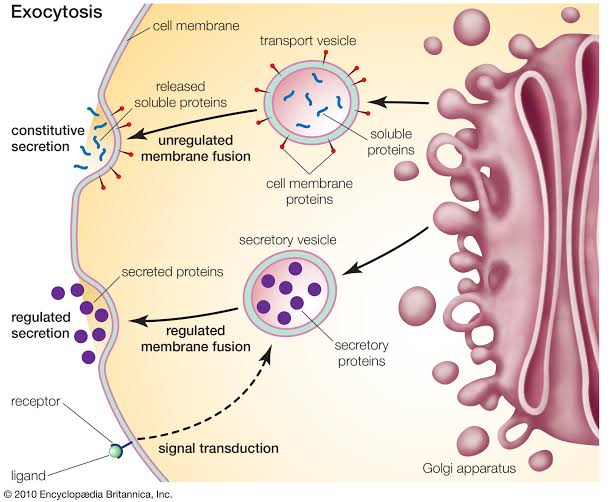 Exocytosis
cell membrane
transport vesicle
released
soluble proteins
constitutive
secretion
unregulated
membrane fusion
soluble
proteins
cell membrane
proteins
secretory vesicle
secreted proteins
regulated
secretion
regulated
membrane fusion
secretory
proteins
receptor
signal transduction
ligand
Golgi apparatus
© 2010 Encyclopædia Britannica, Inc.